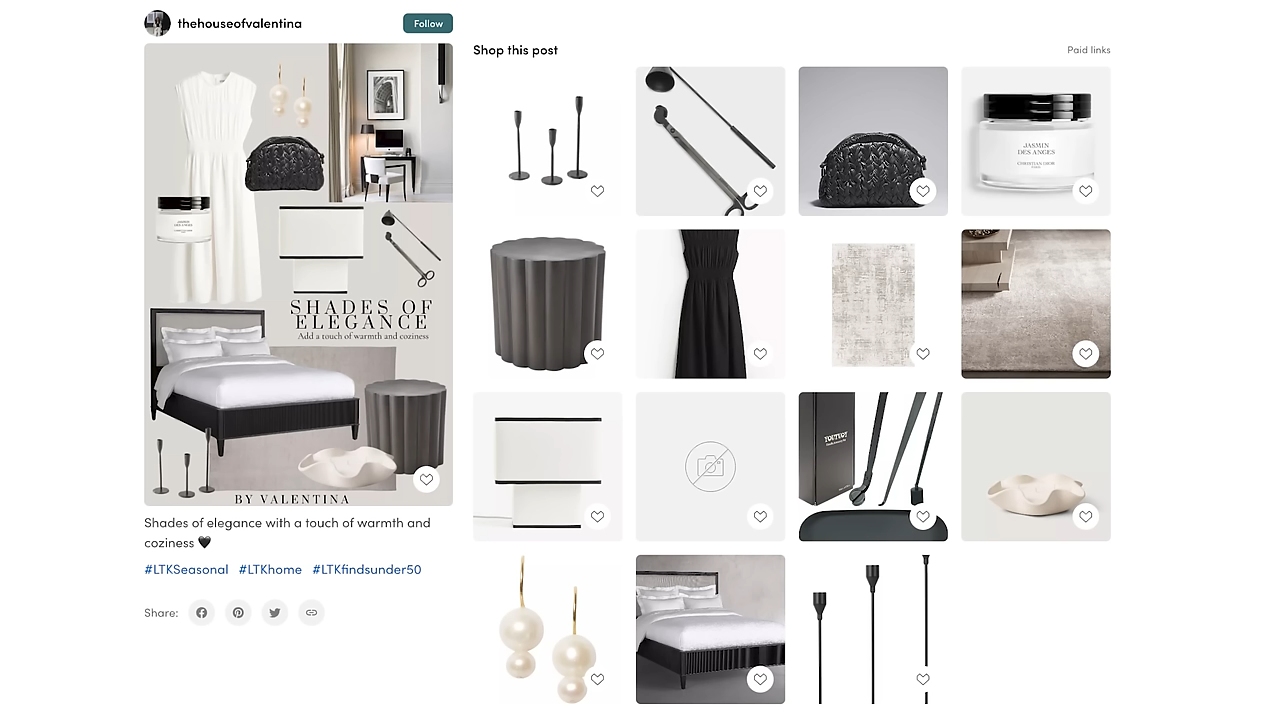 thehouseofvalentina
Follow
SHADES OF
ELEGANCE
Add a touch of warmth and coziness
BY VALENTINA
Shades of elegance with a touch of warmth and
coziness 🖤
#LTKSeasonal #LTKhome #LTKfindsunder50
Share:
Shop this post
Paid links
JASMIN
DES ANGES
CHRISTIAN DIOR